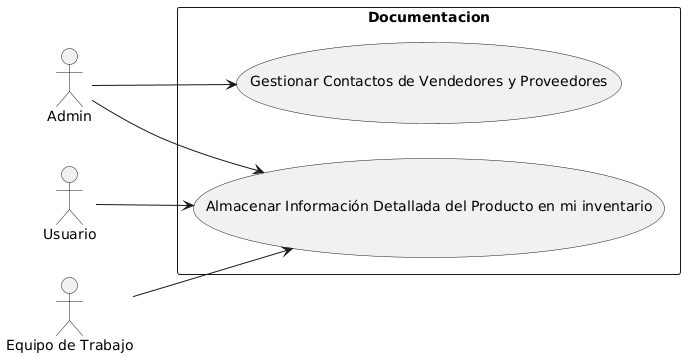 Documentacion
Gestionar Contactos de Vendedores y Proveedores
Admin
Almacenar Información Detallada del Producto en mi inventario
Usuario
Equipo de Trabajo